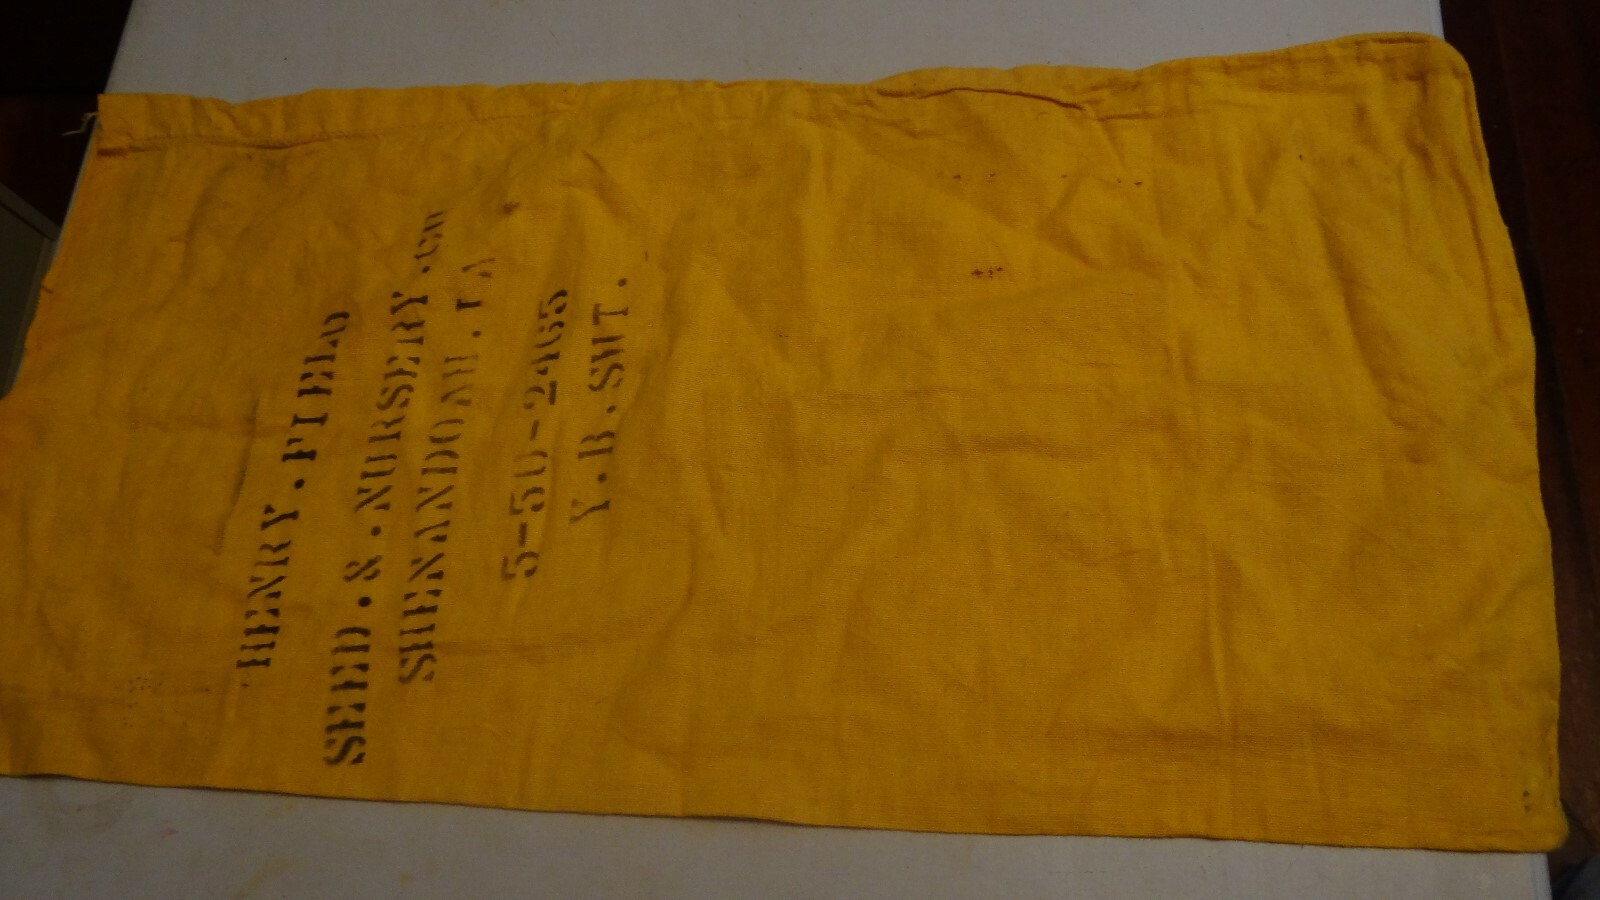 HENRY.FIELD
SEED.&.NURSERY.CO
SHENANDOAH.IA
5-50-2465
Y.B.SWT.